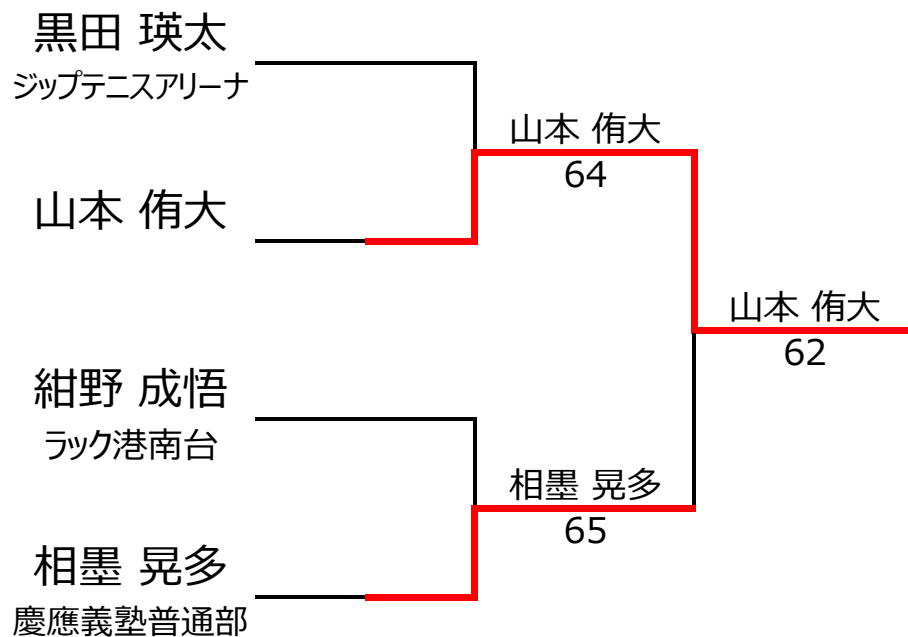 黒田 瑛太
ジップテニスアリーナ
山本 侑大
64
山本 侑大
山本 侑大
62
紺野 成悟
ラック港南台
相墨 晃多
65
相墨 晃多
慶應義塾普通部